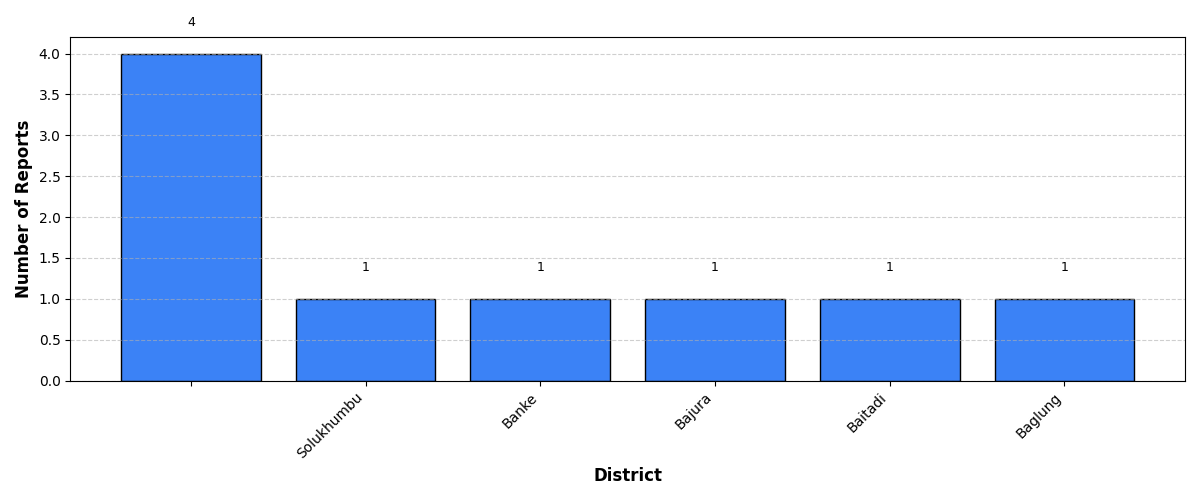 4
4.0
3.5
3.0
2.5
2.0
1.5
1.0
0.5
0.0
Number of Reports
1
1
1
1
1
Solukhumbu
Banke
Bajura
Baitadi
Baglung
District